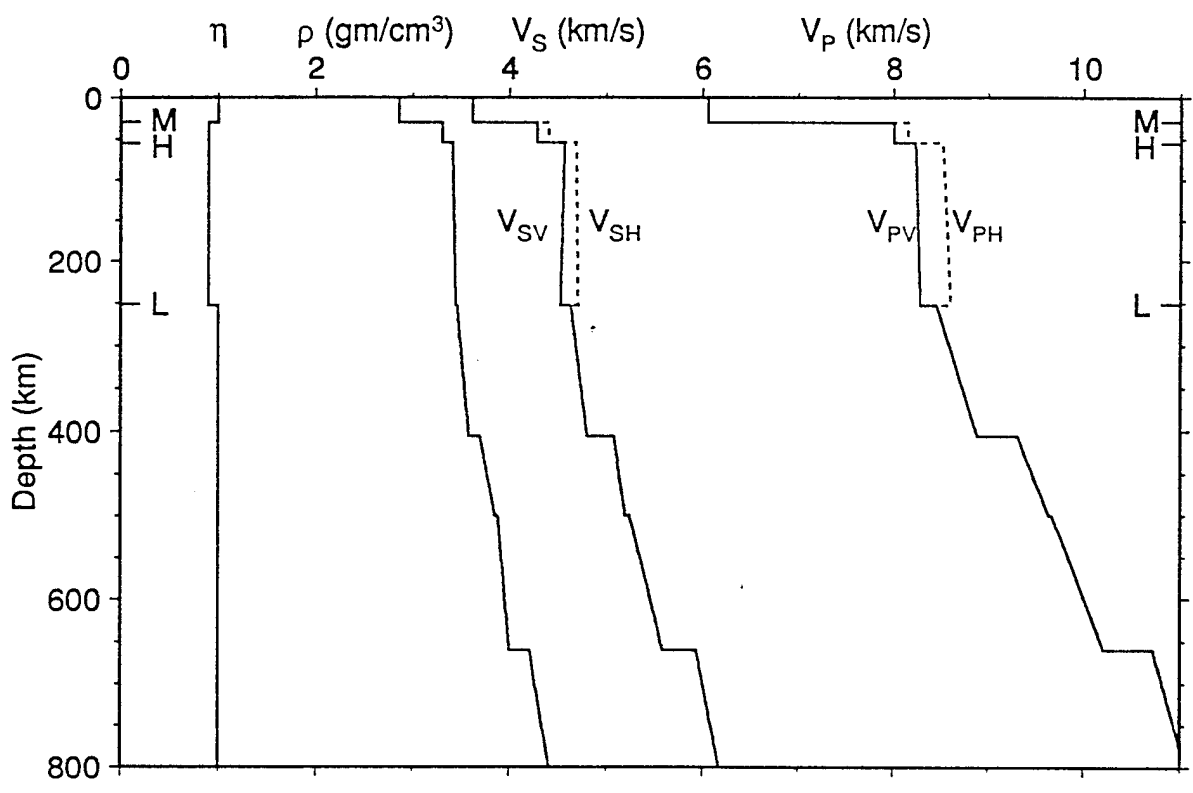 η ρ (gm/cm³) V_S (km/s) V_P (km/s)
0 2 4 6 8 10
0
M M
H H
V_SV V_SH V_PV V_PH
200
L L
Depth (km)
400
600
800